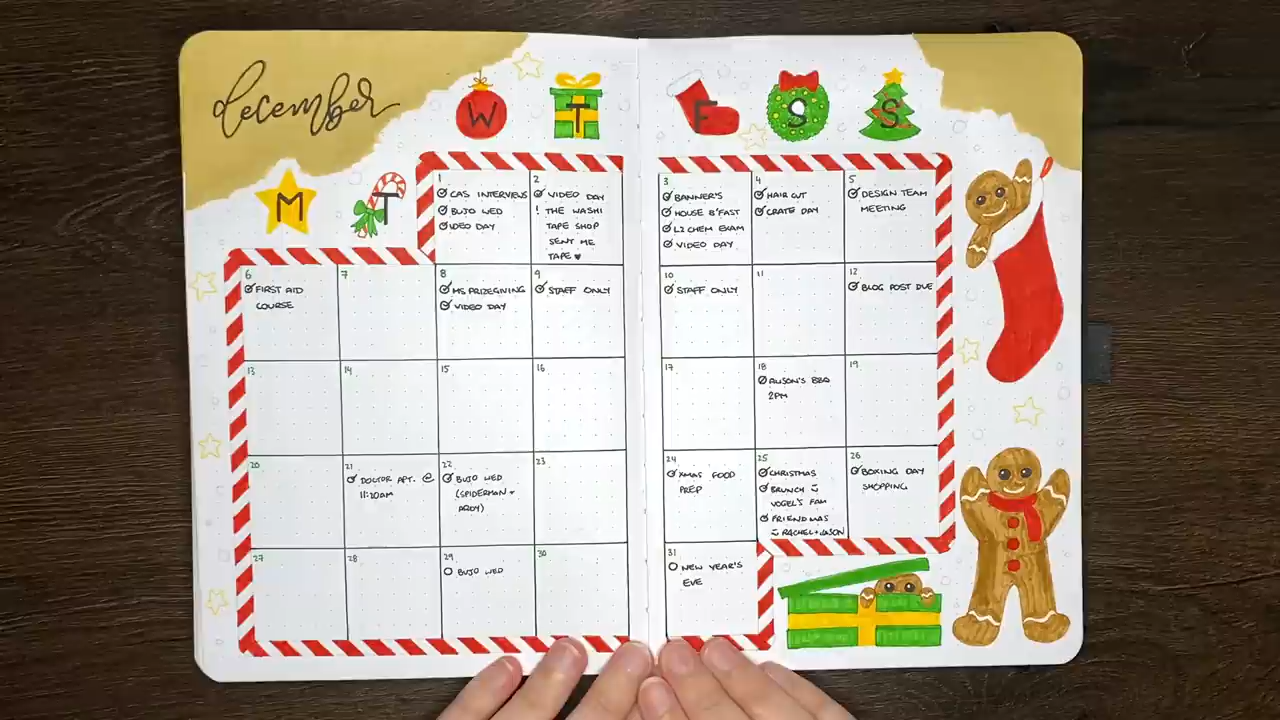 december
M T W T F S S
1
CAS INTERVIEWS
BUJO WED
VIDEO DAY
2
VIDEO DAY
! THE WASHI
TAPE SHOP
SENT ME
TAPE ♥
3
BANNER'S
HOUSE B'FAST
L2 CHEM EXAM
VIDEO DAY
4
HAIR CUT
CRATE DAY
5
DESIGN TEAM
MEETING
6
FIRST AID
COURSE
7
8
HS PRIZEGIVING
VIDEO DAY
9
STAFF ONLY
10
STAFF ONLY
11
12
BLOG POST DUE
13
14
15
16
17
18
ALISON'S BBQ
2PM
19
20
21
DOCTOR APT. @
11:20AM
22
BUJO WED
(SPIDERMAN +
23
24
XMAS FOOD
PREP
25
CHRISTMAS
BRUNCH
VOGEL'S FAM
FRIENDMAS
RACHEL + JASON
26
BOXING DAY
SHOPPING
27
28
29
BUJO WED
30
31
NEW YEAR'S
EVE